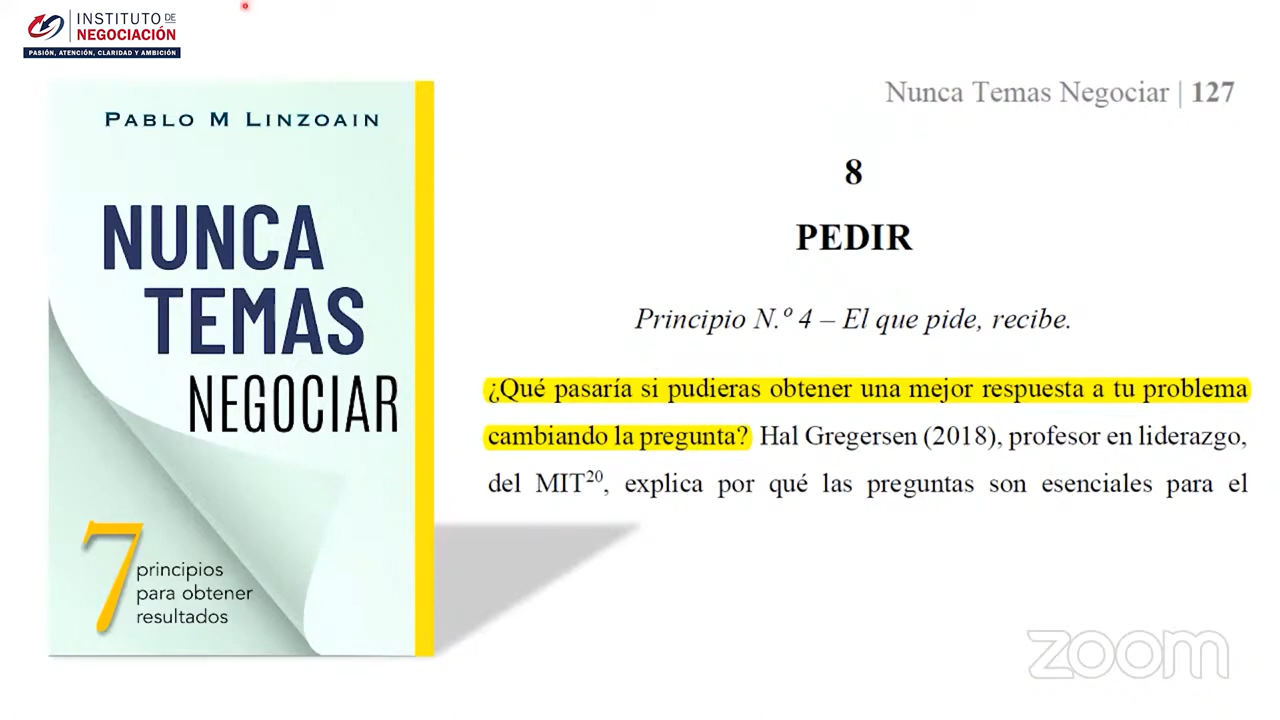 INSTITUTO DE
NEGOCIACIÓN
PASIÓN, ATENCIÓN, CLARIDAD Y AMBICIÓN
PABLO M LINZOAIN
NUNCA
TEMAS
NEGOCIAR
7 principios
para obtener
resultados
Nunca Temas Negociar | 127
8
PEDIR
Principio N.º 4 – El que pide, recibe.
¿Qué pasaría si pudieras obtener una mejor respuesta a tu problema
cambiando la pregunta? Hal Gregersen (2018), profesor en liderazgo,
del MIT20, explica por qué las preguntas son esenciales para el
zoom